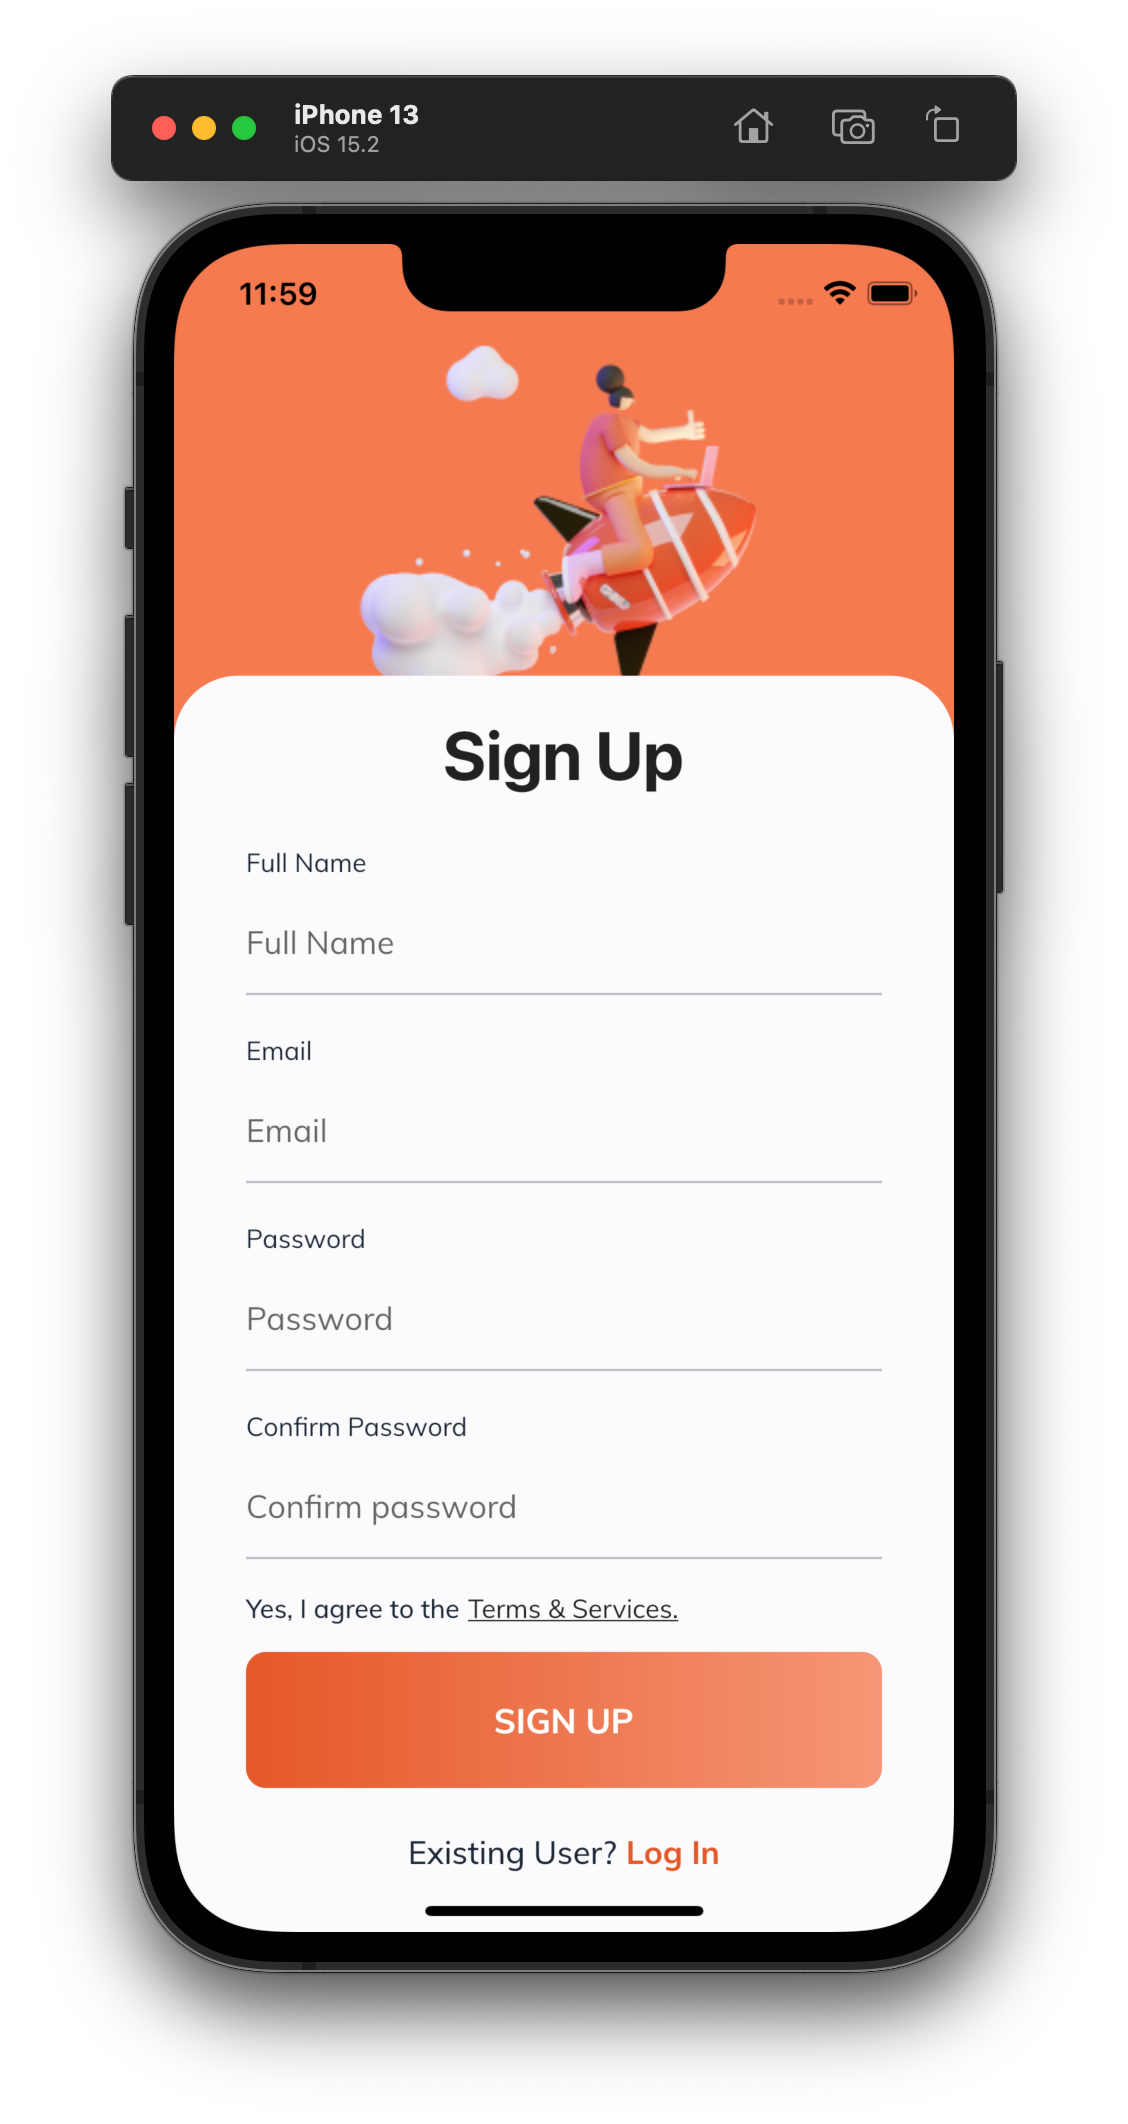 iPhone 13
iOS 15.2
11:59
Sign Up
Full Name
Full Name
Email
Email
Password
Password
Confirm Password
Confirm password
Yes, I agree to the Terms & Services.
SIGN UP
Existing User? Log In